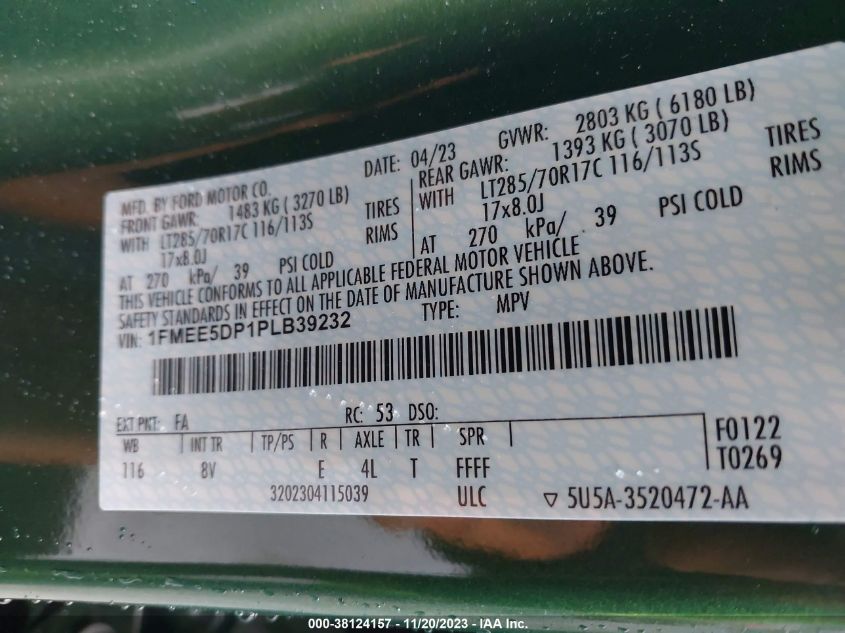 MFD. BY FORD MOTOR CO.
DATE: 04/23
GVWR: 2803 KG ( 6180 LB)
FRONT GAWR: 1483 KG ( 3270 LB)
WITH LT285/70R17C 116/113S TIRES
17x8.0J RIMS
AT 270 kPa/ 39 PSI COLD
REAR GAWR: 1393 KG ( 3070 LB)
WITH LT285/70R17C 116/113S TIRES
17x8.0J RIMS
AT 270 kPa/ 39 PSI COLD
THIS VEHICLE CONFORMS TO ALL APPLICABLE FEDERAL MOTOR VEHICLE
SAFETY STANDARDS IN EFFECT ON THE DATE OF MANUFACTURE SHOWN ABOVE.
VIN: 1FMEE5DP1PLB39232
TYPE: MPV
EXT PNT: FA RC: 53 DSO:
WB INT TR TP/PS R AXLE TR SPR
116 8V E 4L T FFFF
F0122
T0269
3202304115039 ULC ▽ 5U5A-3520472-AA
000-38124157 - 11/20/2023 - IAA Inc.